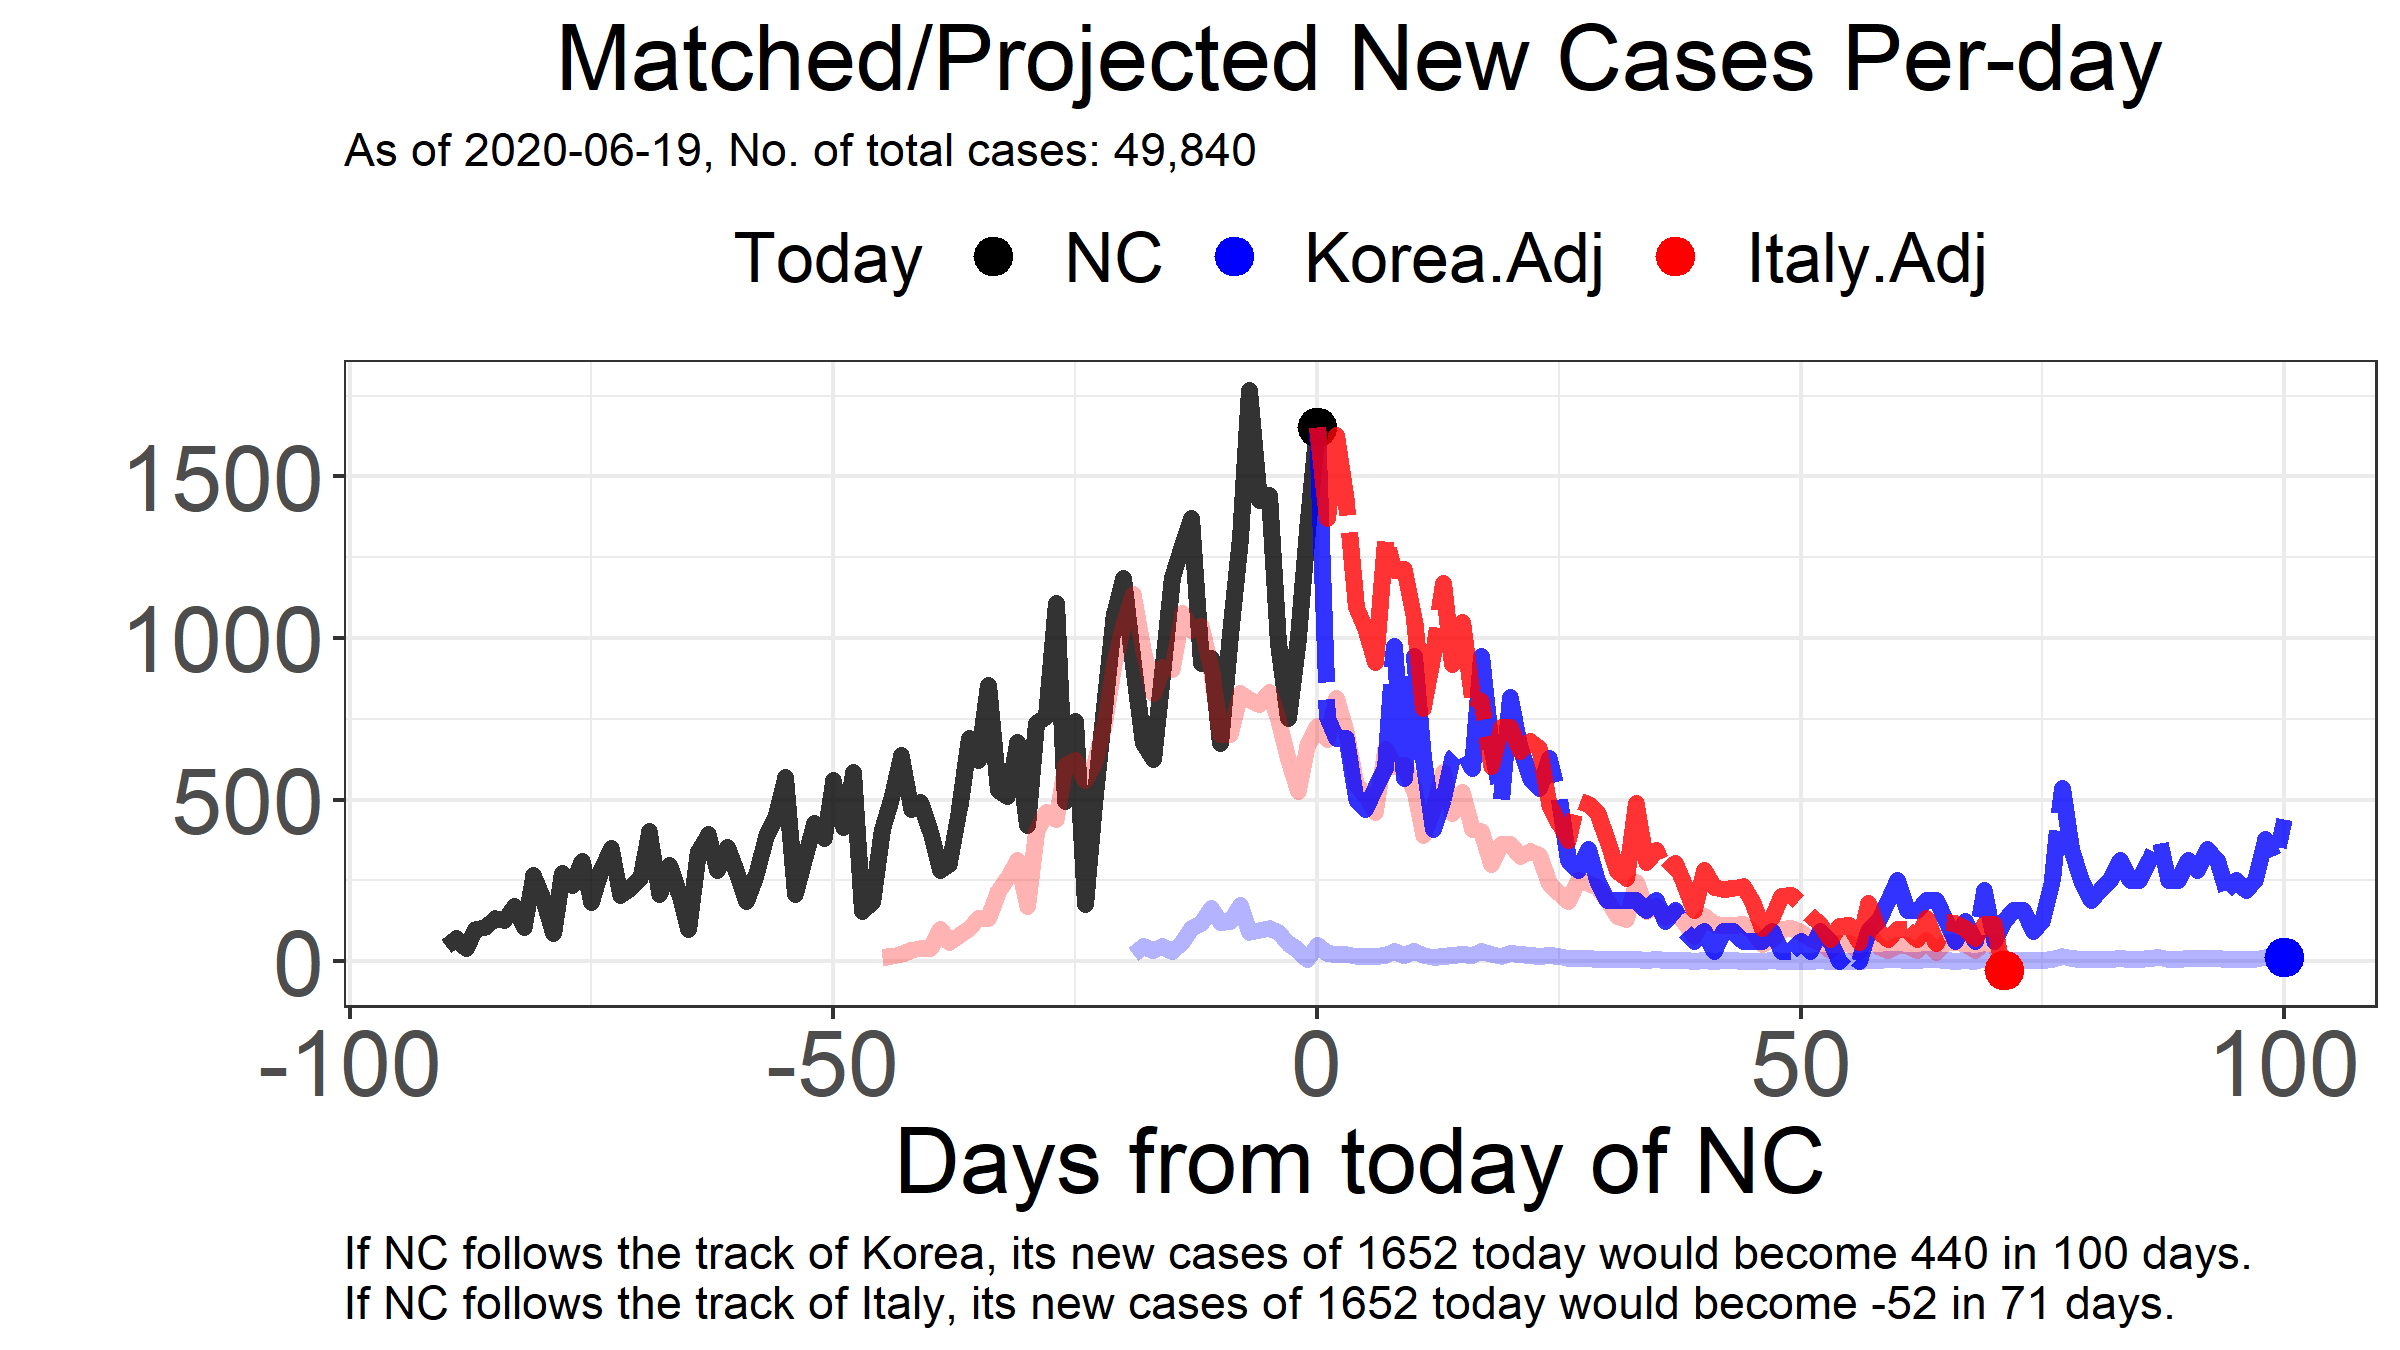 Matched/Projected New Cases Per-day
As of 2020-06-19, No. of total cases: 49,840
Today NC Korea.Adj Italy.Adj
1500
1000
500
0
-100 -50 0 50 100
Days from today of NC
If NC follows the track of Korea, its new cases of 1652 today would become 440 in 100 days.
If NC follows the track of Italy, its new cases of 1652 today would become -52 in 71 days.